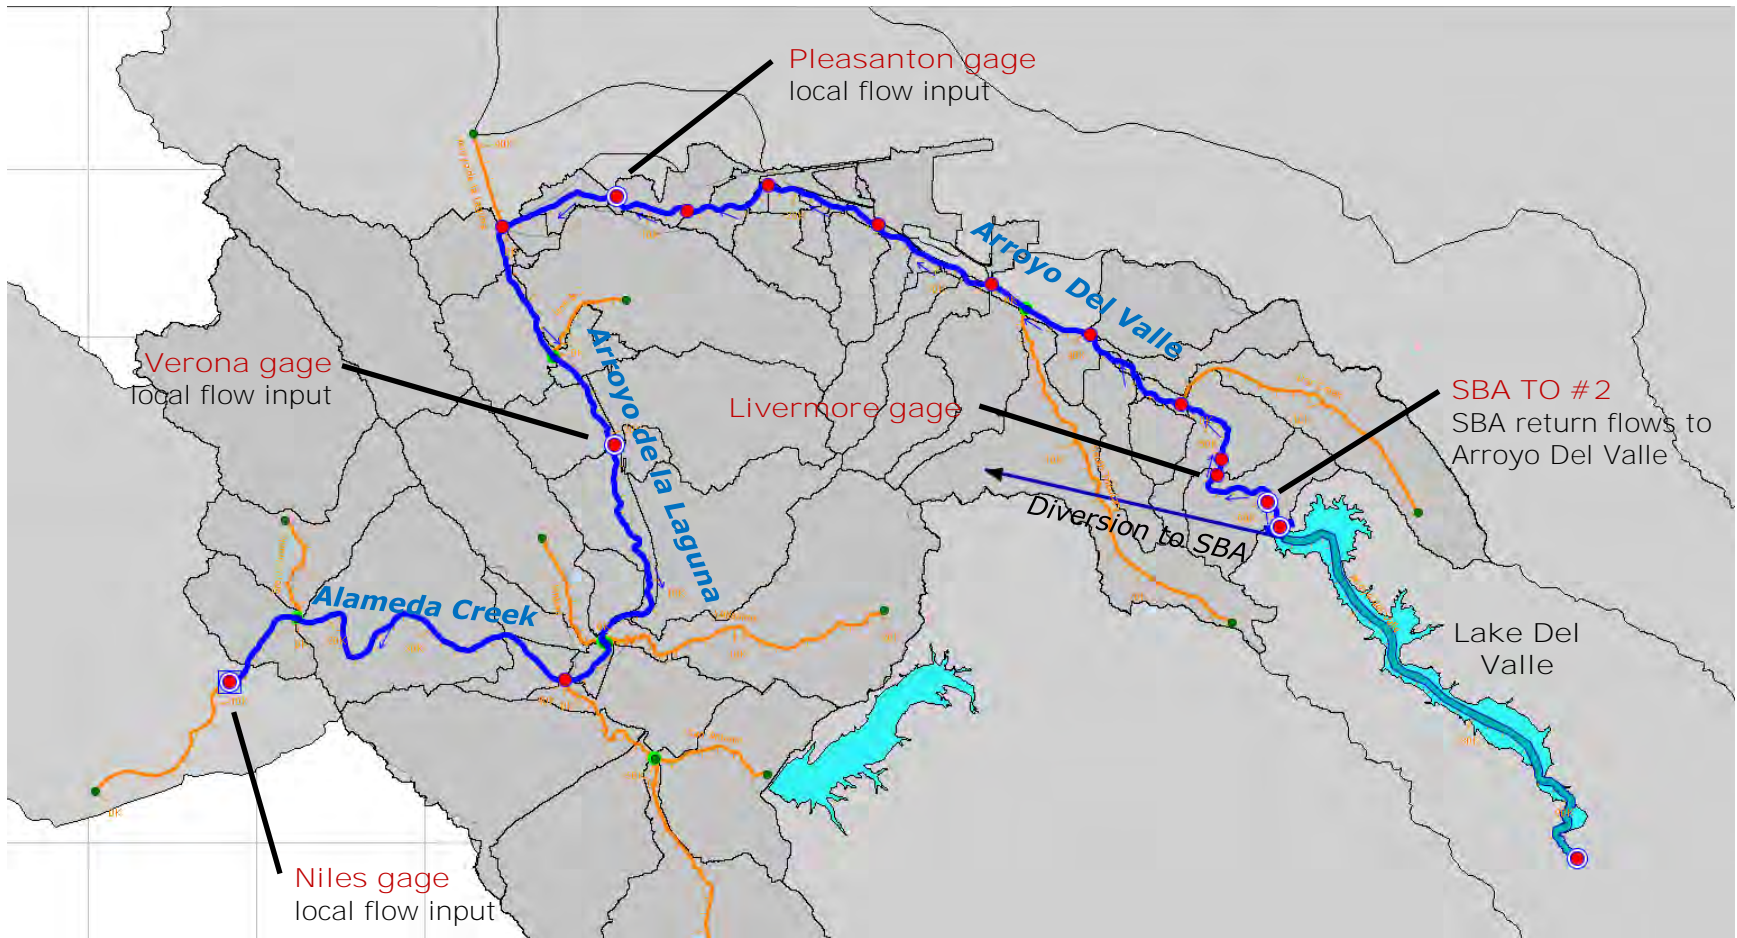 Pleasanton gage
local flow input
Arroyo Del Valle
Verona gage
local flow input
Arroyo de la Laguna
Livermore gage
SBA TO #2
SBA return flows to
Arroyo Del Valle
Diversion to SBA
Alameda Creek
Lake Del
Valle
Niles gage
local flow input